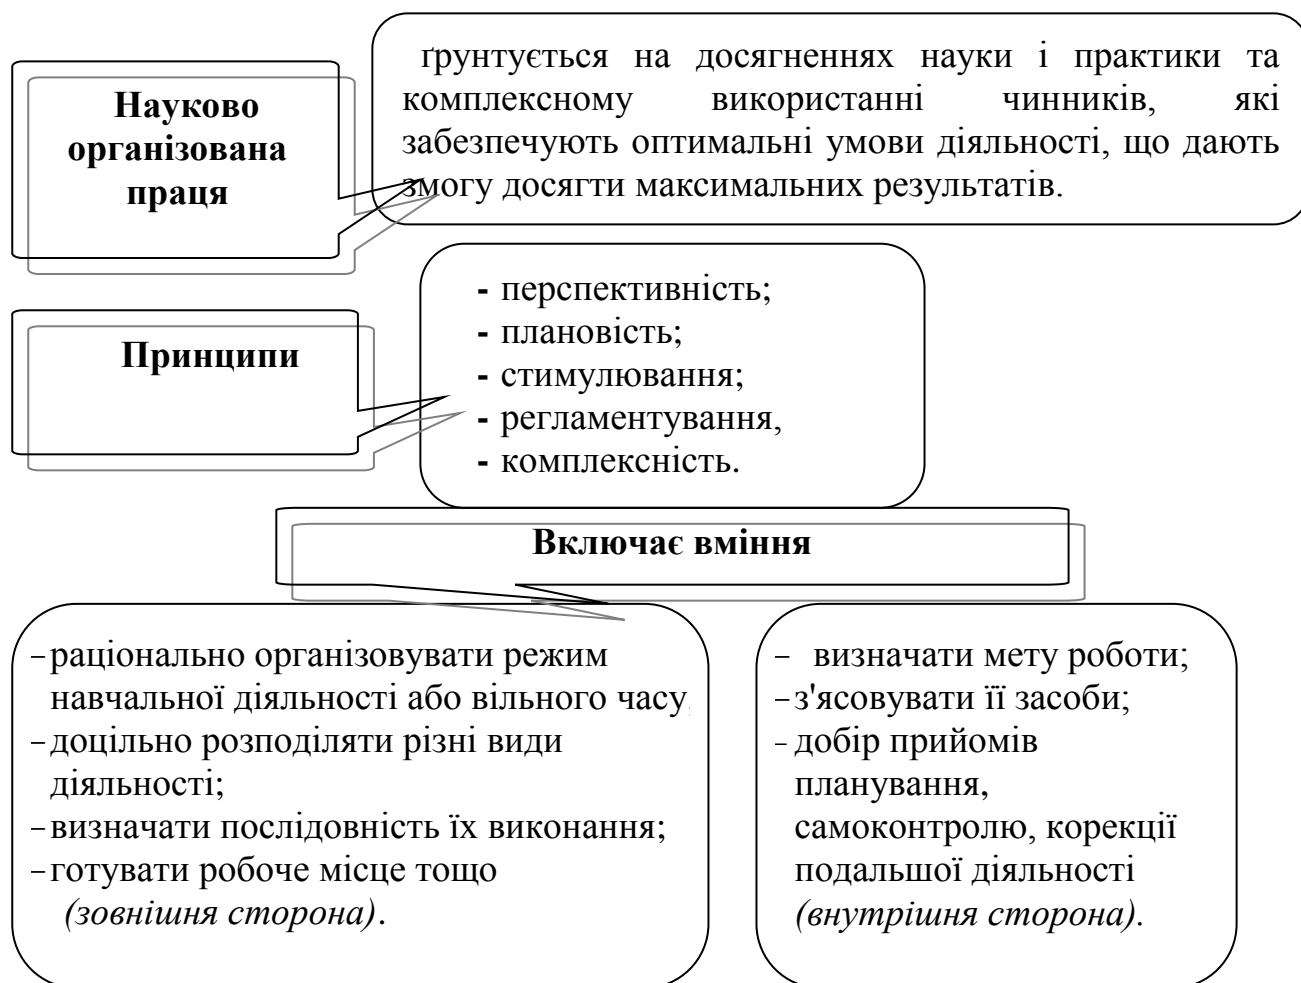 Науково
організована
праця
ґрунтується на досягненнях науки і практики та
комплексному використанні чинників, які
забезпечують оптимальні умови діяльності, що дають
змогу досягти максимальних результатів.
Принципи
- перспективність;
- плановість;
- стимулювання;
- регламентування,
- комплексність.
Включає вміння
–раціонально організовувати режим
навчальної діяльності або вільного часу,
–доцільно розподіляти різні види
діяльності;
–визначати послідовність їх виконання;
–готувати робоче місце тощо
(зовнішня сторона).
– визначати мету роботи;
–з'ясовувати її засоби;
– добір прийомів
планування,
самоконтролю, корекції
подальшої діяльності
(внутрішня сторона).